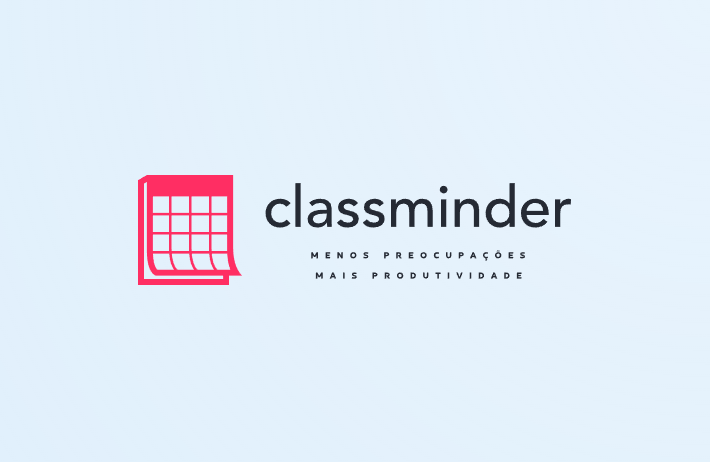 classminder
MENOS PREOCUPAÇÕES
MAIS PRODUTIVIDADE